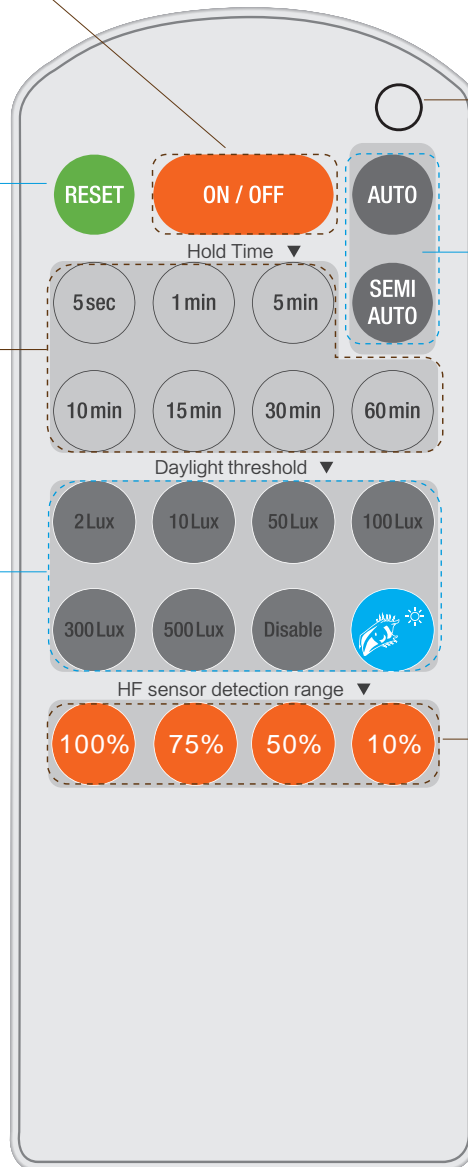 RESET ON / OFF AUTO
Hold Time ▼
5 sec 1 min 5 min SEMI AUTO
10 min 15 min 30 min 60 min
Daylight threshold ▼
2 Lux 10 Lux 50 Lux 100 Lux
300 Lux 500 Lux Disable
HF sensor detection range ▼
100% 75% 50% 10%